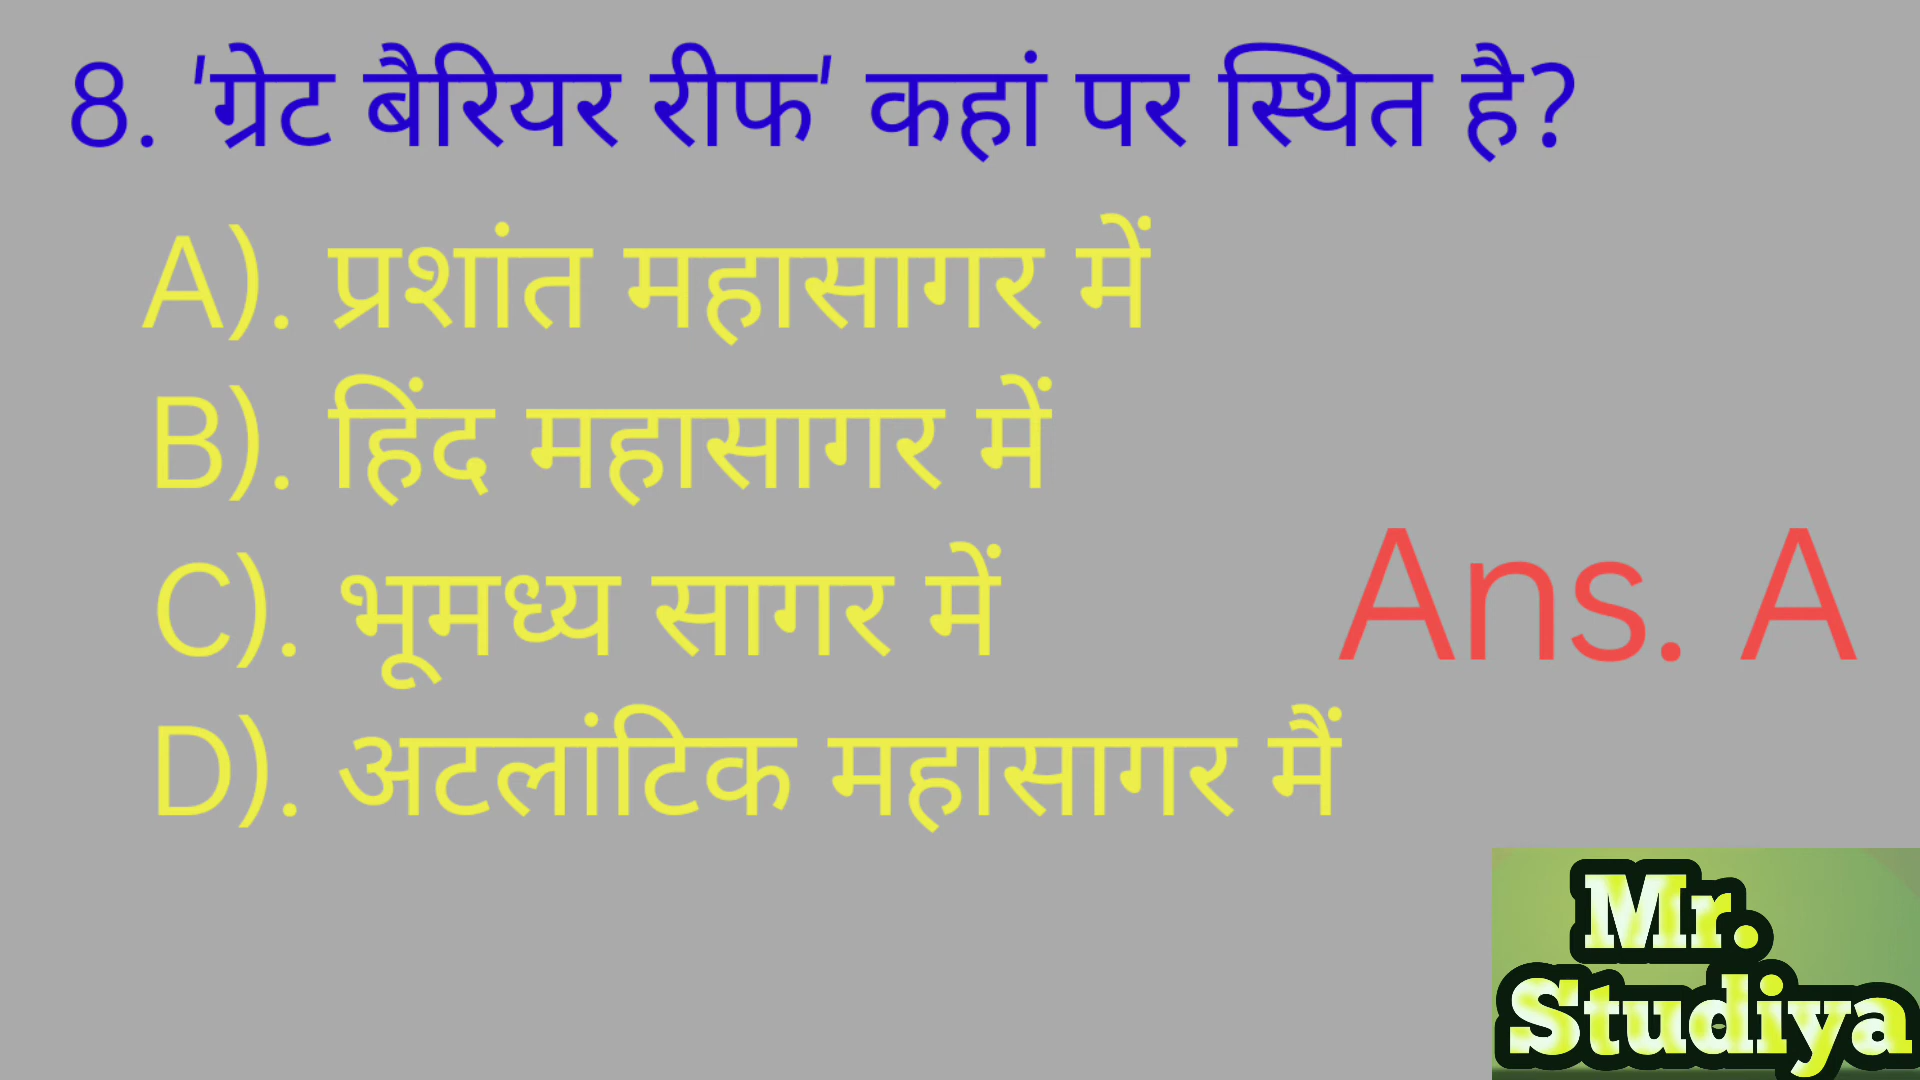 8. 'ग्रेट बैरियर रीफ' कहां पर स्थित है?
A). प्रशांत महासागर में
B). हिंद महासागर में
C). भूमध्य सागर में
Ans. A
D). अटलांटिक महासागर मैं
Mr.
Studiya